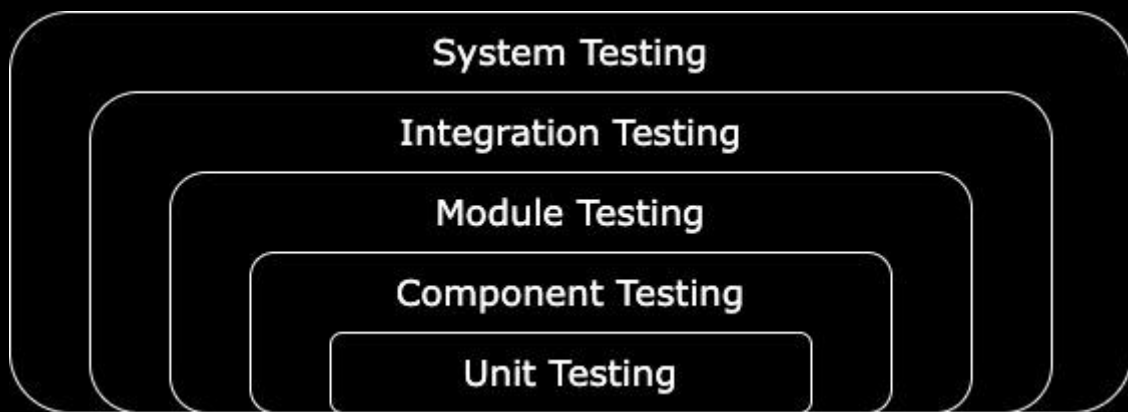 System Testing
Integration Testing
Module Testing
Component Testing
Unit Testing